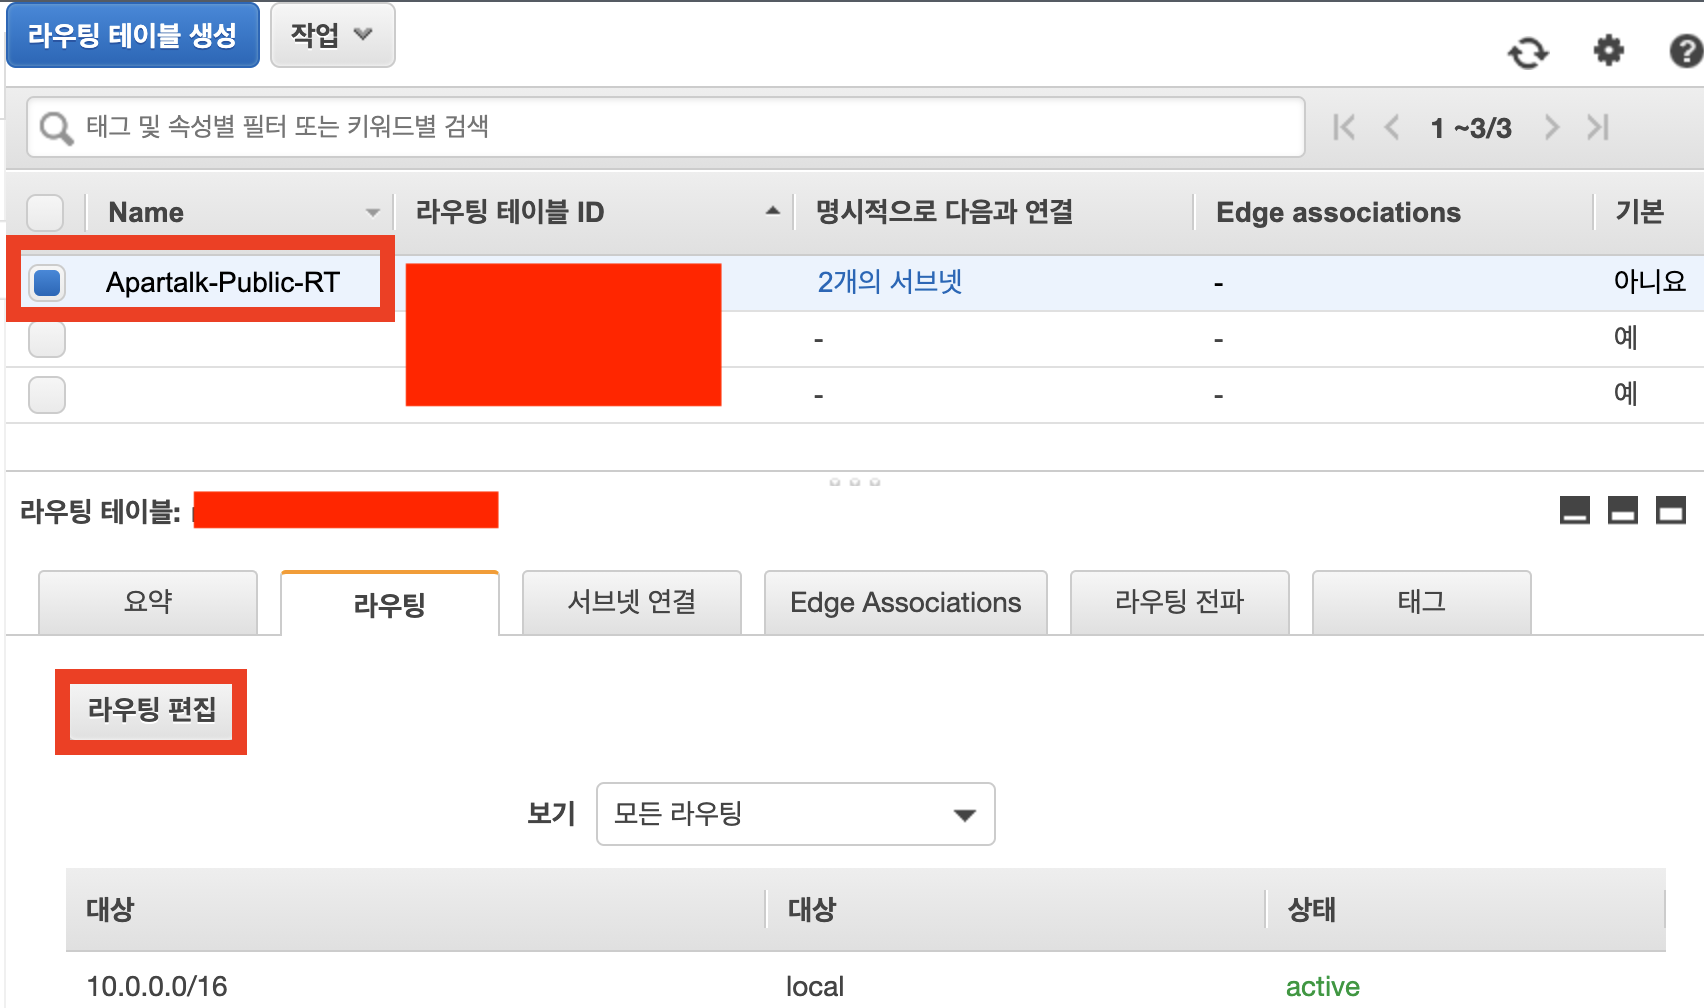 라우팅 테이블 생성 작업
태그 및 속성별 필터 또는 키워드별 검색 1 ~3/3
Name 라우팅 테이블 ID 명시적으로 다음과 연결 Edge associations 기본
Apartalk-Public-RT 2개의 서브넷 - 아니요
- - 예
- - 예
라우팅 테이블:
요약 라우팅 서브넷 연결 Edge Associations 라우팅 전파 태그
라우팅 편집
보기 모든 라우팅
대상 대상 상태
10.0.0.0/16 local active